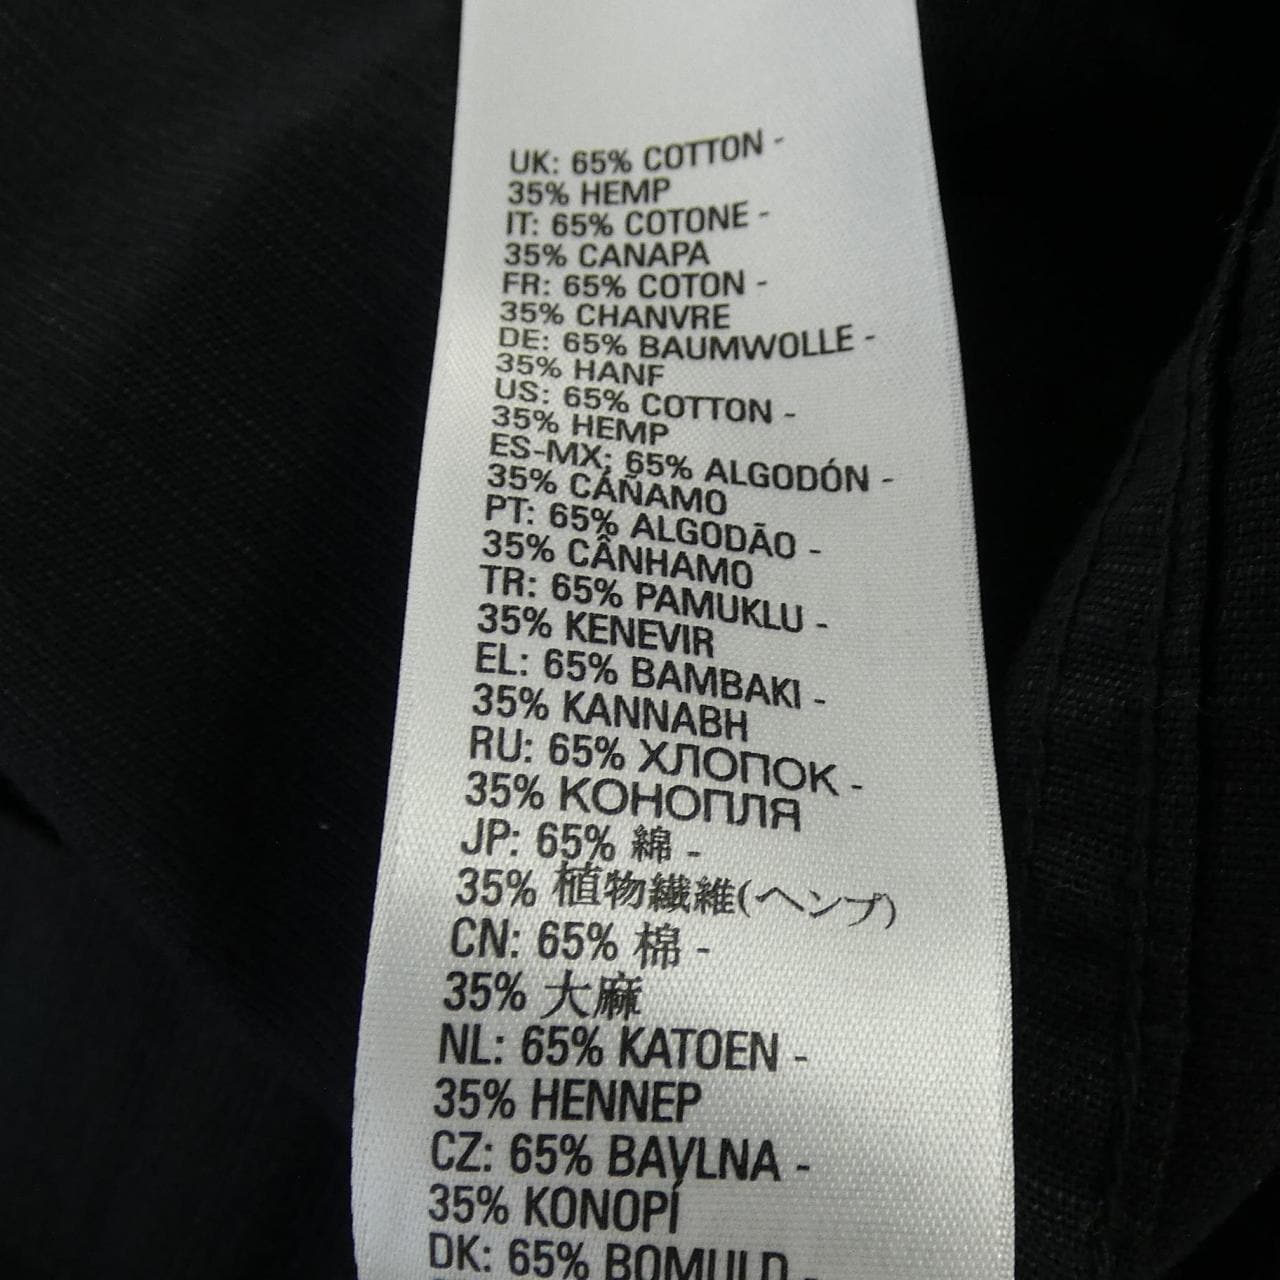 UK: 65% COTTON -
35% HEMP
IT: 65% COTONE -
35% CANAPA
FR: 65% COTON -
35% CHANVRE
DE: 65% BAUMWOLLE -
35% HANF
US: 65% COTTON -
35% HEMP
ES-MX: 65% ALGODÓN -
35% CÁÑAMO
PT: 65% ALGODÃO -
35% CÂNHAMO
TR: 65% PAMUKLU -
35% KENEVIR
EL: 65% ΒΑΜΒΑΚΙ -
35% ΚΑΝΝΑΒΗ
RU: 65% ХЛОПОК -
35% КОНОПЛЯ
JP: 65% 綿 -
35% 植物繊維(ヘンプ)
CN: 65% 棉 -
35% 大麻
NL: 65% KATOEN -
35% HENNEP
CZ: 65% BAVLNA -
35% KONOPÍ
DK: 65% BOMULD -